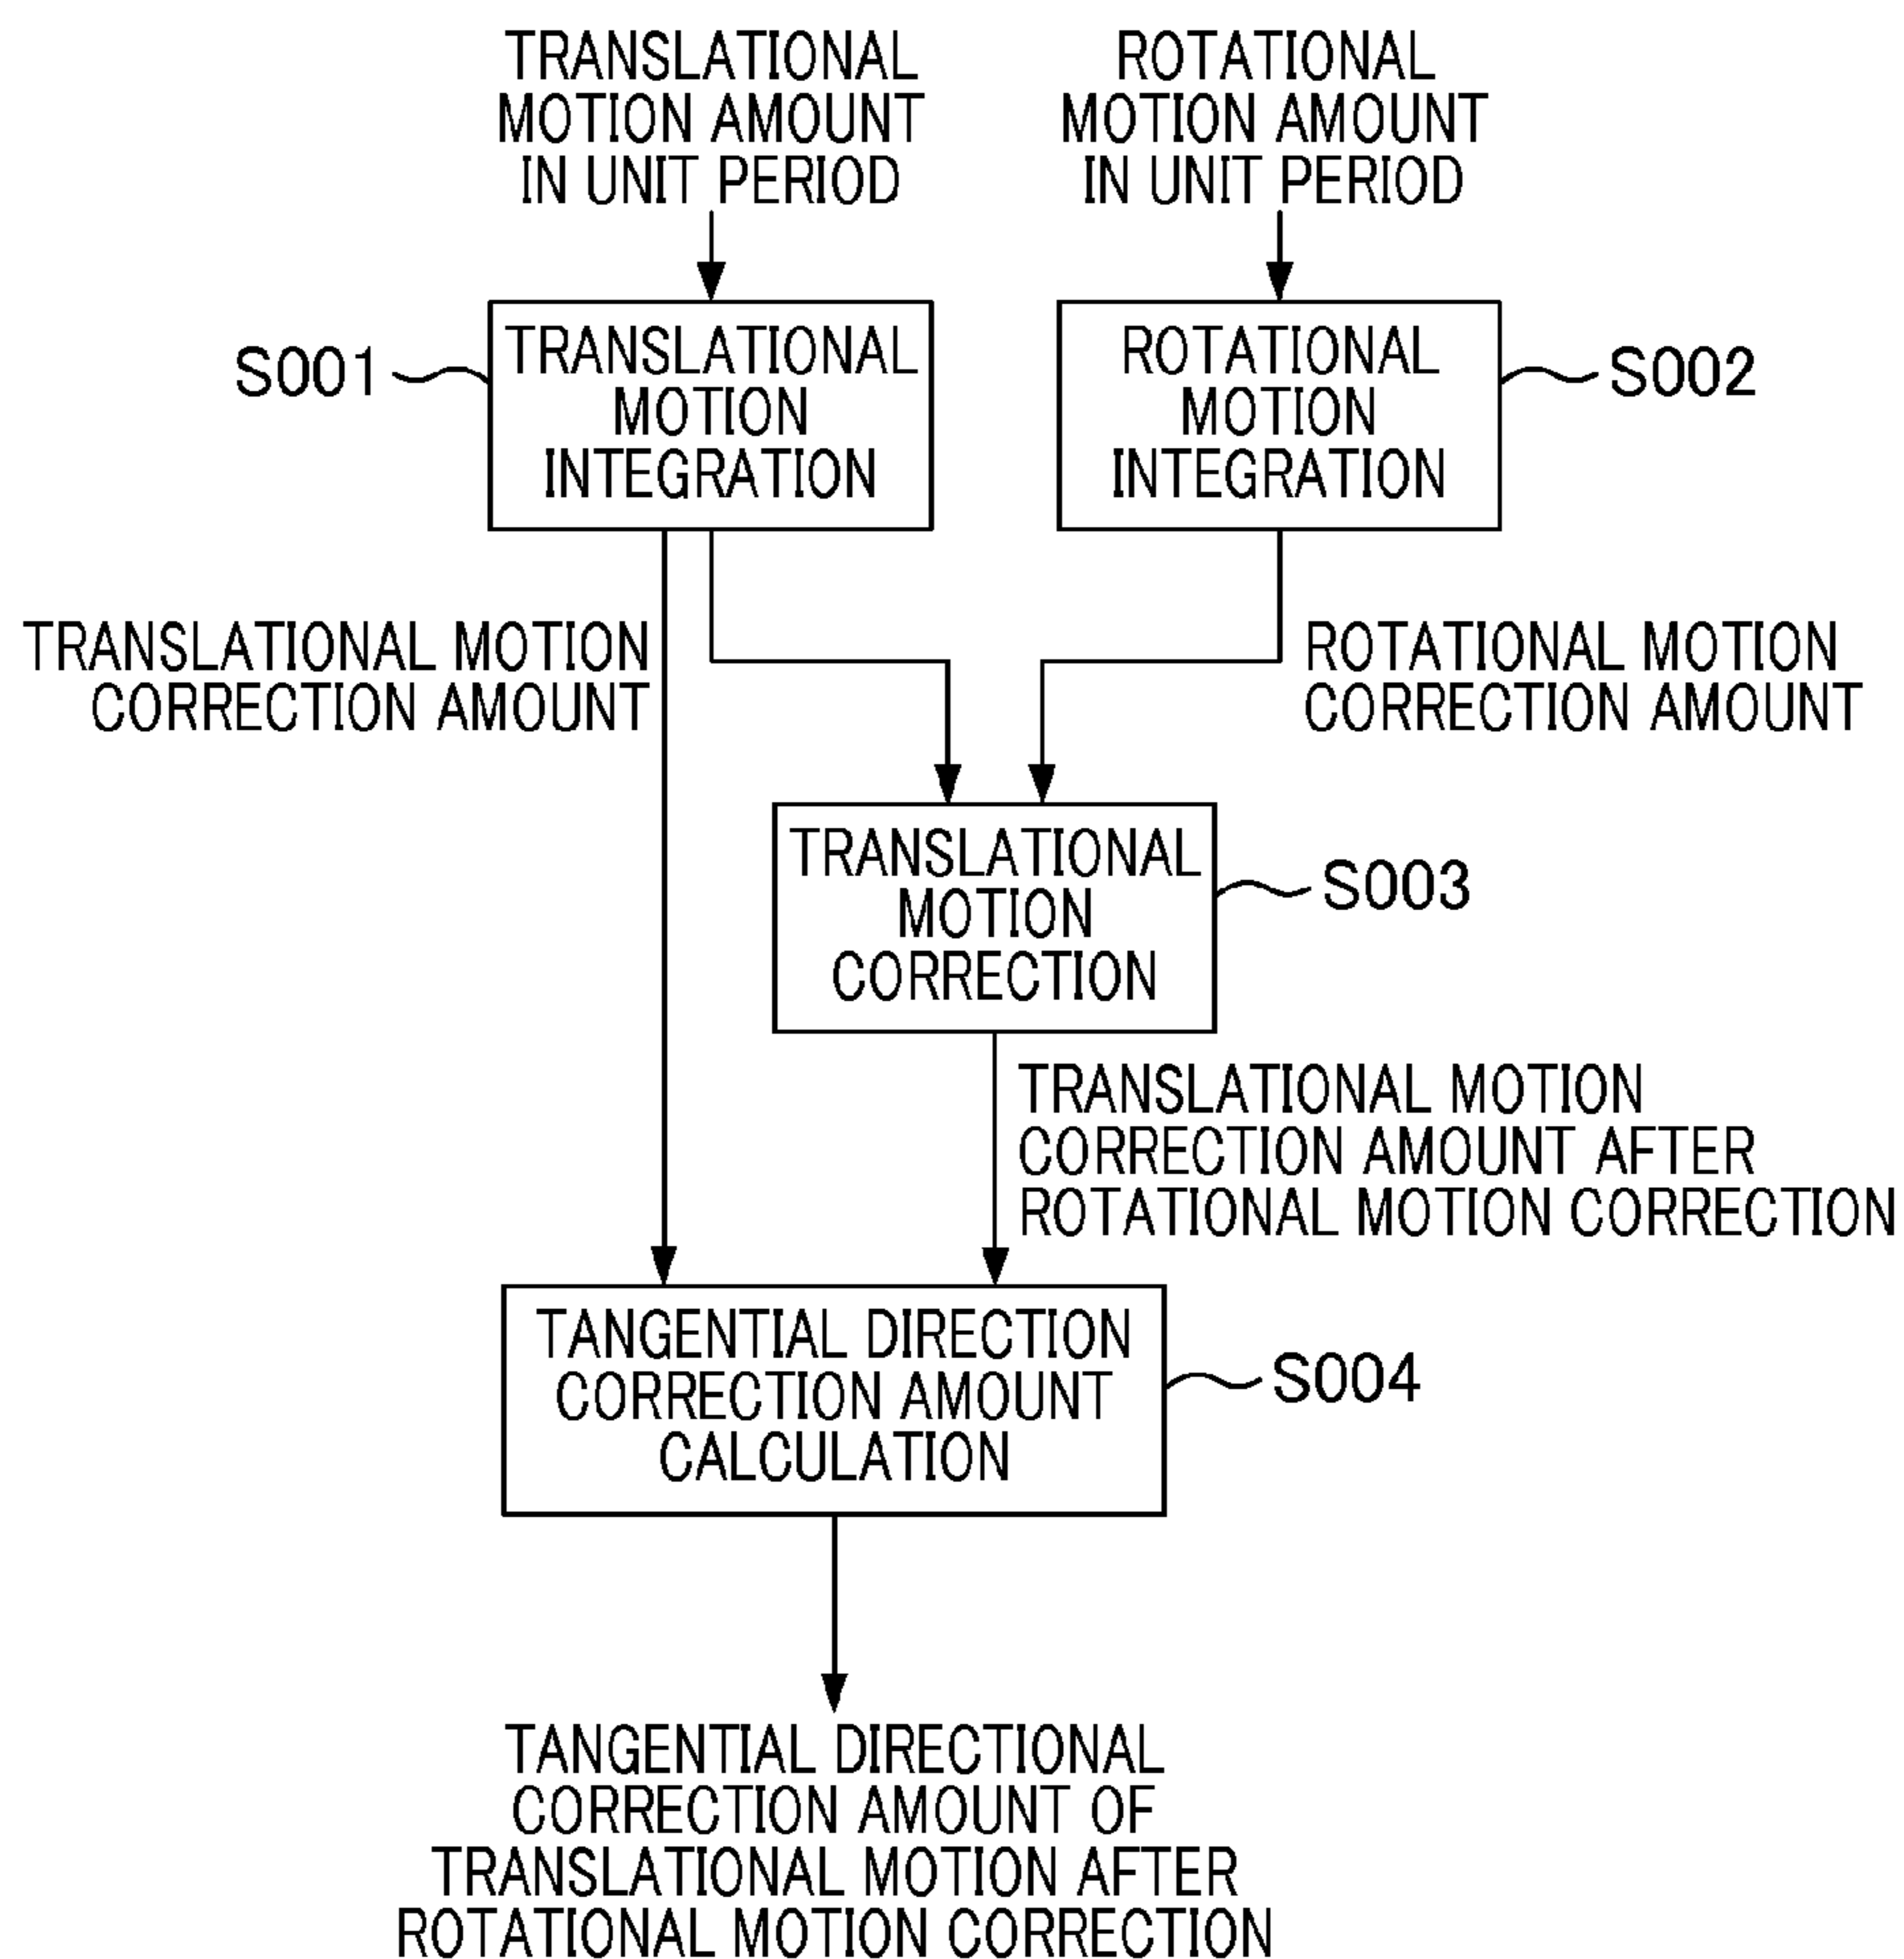 TRANSLATIONAL
MOTION AMOUNT
IN UNIT PERIOD
ROTATIONAL
MOTION AMOUNT
IN UNIT PERIOD
S001
TRANSLATIONAL
MOTION
INTEGRATION
ROTATIONAL
MOTION
INTEGRATION
S002
TRANSLATIONAL MOTION
CORRECTION AMOUNT
ROTATIONAL MOTION
CORRECTION AMOUNT
TRANSLATIONAL
MOTION
CORRECTION
S003
TRANSLATIONAL MOTION
CORRECTION AMOUNT AFTER
ROTATIONAL MOTION CORRECTION
TANGENTIAL DIRECTION
CORRECTION AMOUNT
CALCULATION
S004
TANGENTIAL DIRECTIONAL
CORRECTION AMOUNT OF
TRANSLATIONAL MOTION AFTER
ROTATIONAL MOTION CORRECTION